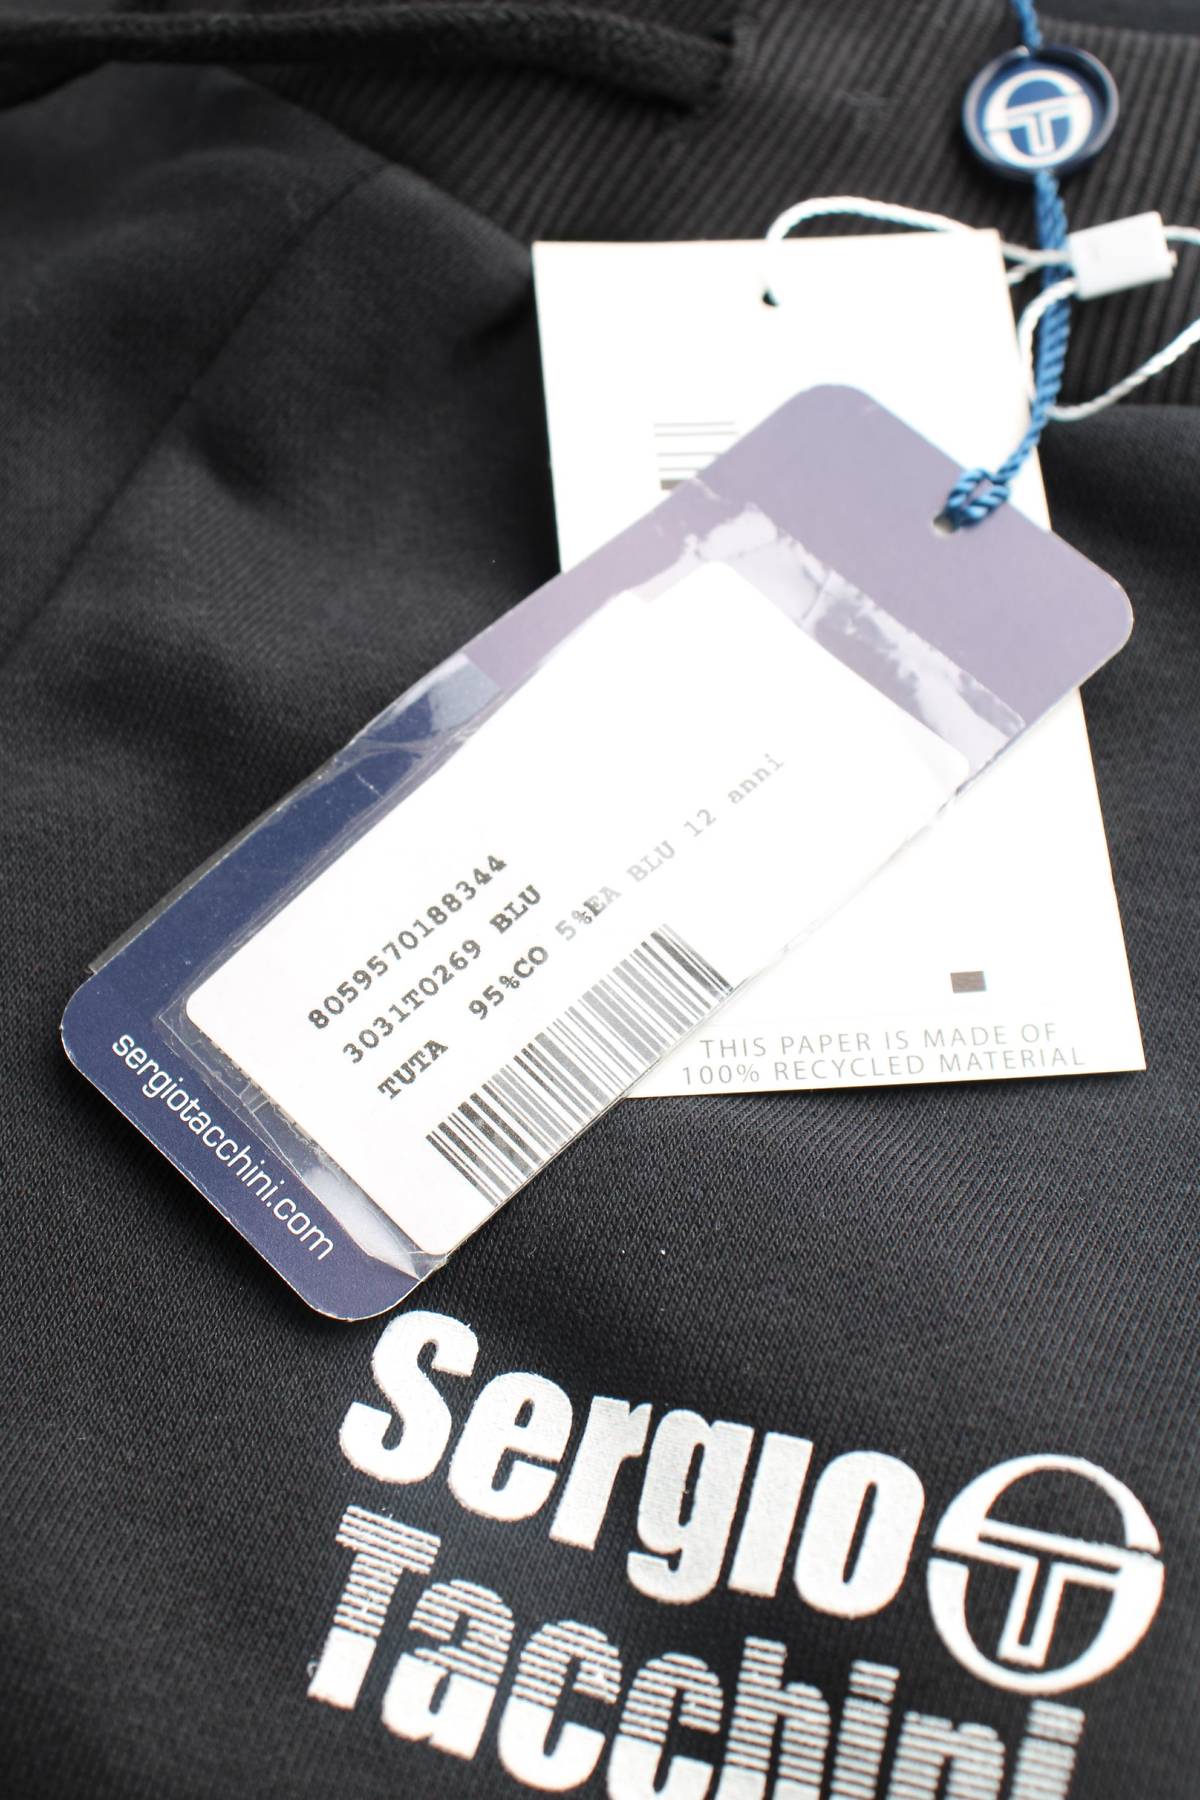 8059570188344
3031T0269 BLU
TUTA 95%CO 5%EA BLU 12 anni
sergiotacchini.com
THIS PAPER IS MADE OF
100% RECYCLED MATERIAL
Sergio
Tacchini